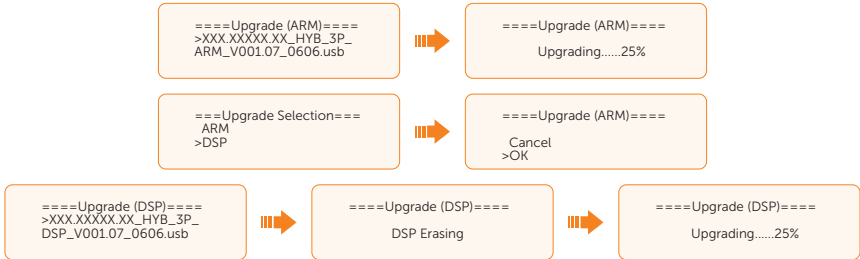 ====Upgrade (ARM)====
>XXX.XXXXX.XX_HYB_3P_
ARM_V001.07_0606.usb
====Upgrade (ARM)====
Upgrading......25%
===Upgrade Selection===
ARM
>DSP
====Upgrade (ARM)====
Cancel
>OK
====Upgrade (DSP)====
>XXX.XXXXX.XX_HYB_3P_
DSP_V001.07_0606.usb
====Upgrade (DSP)====
DSP Erasing
====Upgrade (DSP)====
Upgrading......25%